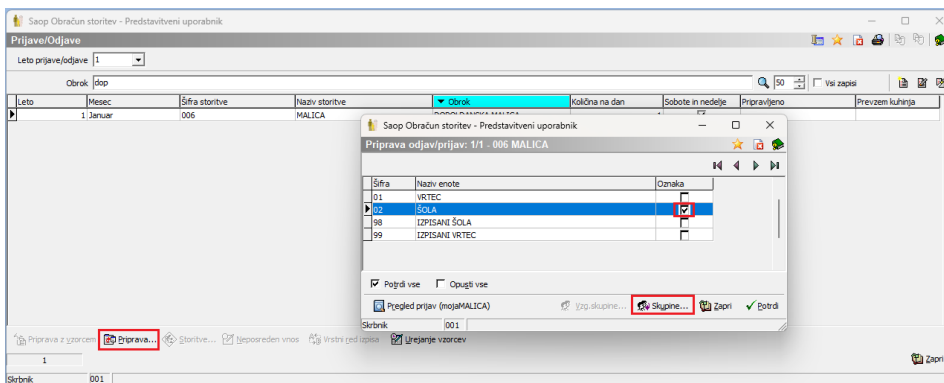 Saop Obračun storitev - Predstavitveni uporabnik
Prijave/Odjave
Leto prijave/odjave 1
Obrok dop 50 Vsi zapisi
Leto Mesec Šifra storitve Naziv storitve Obrok Količina na dan Sobote in nedelje Pripravljeno Prevzem kuhinja
1 Januar 006 MALICA
Saop Obračun storitev - Predstavitveni uporabnik
Priprava odjav/prijav: 1/1 - 006 MALICA
Šifra Naziv enote Oznaka
01 VRTEC
02 ŠOLA
98 IZPISANI ŠOLA
99 IZPISANI VRTEC
Potrdi vse Opusti vse
Pregled prijav (mojaMALICA) Vzg.skupine... Skupine... Zapri Potrdi
Skrbnik 001
Priprava z vzorcem Priprava... Storitve... Neposreden vnos Vrstni red izpisa Urejanje vzorcev
1 Zapri
Skrbnik 001